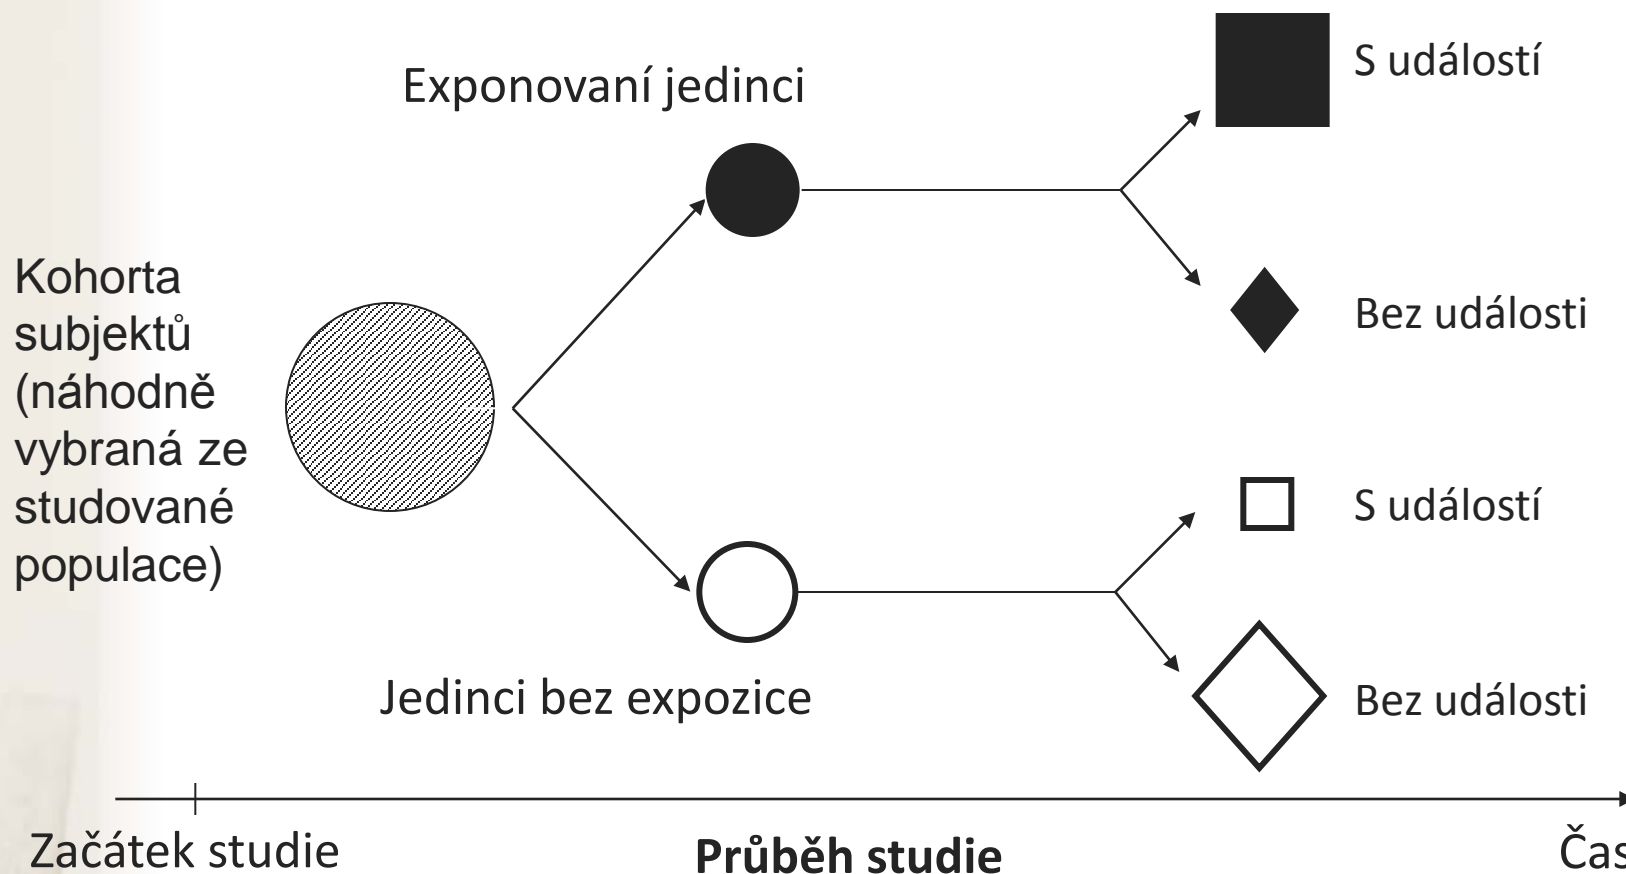 Exponovaní jedinci
S událostí
Bez události
Kohorta
subjektů
(náhodně
vybraná ze
studované
populace)
S událostí
Bez události
Jedinci bez expozice
Začátek studie
Průběh studie
Čas